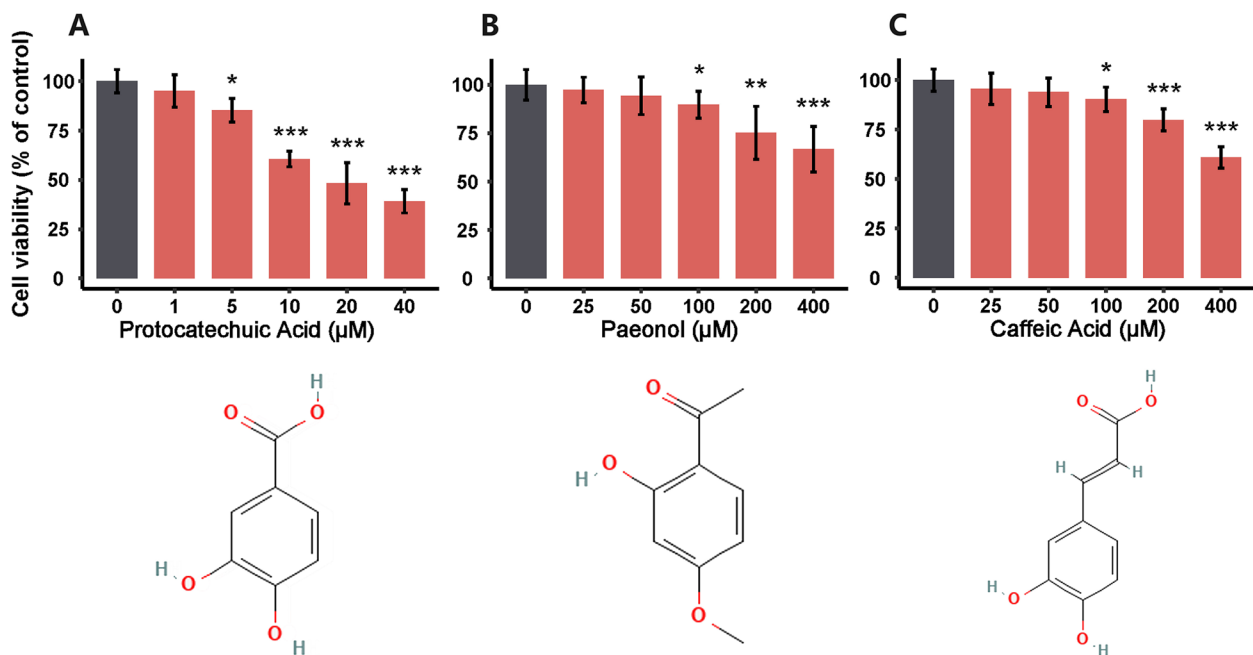 A
B
C
Cell viability (% of control)
100
75
50
25
0
*
***
***
***
0 1 5 10 20 40
Protocatechuic Acid (µM)
100
75
50
25
0
*
**
***
0 25 50 100 200 400
Paeonol (µM)
100
75
50
25
0
*
***
***
0 25 50 100 200 400
Caffeic Acid (µM)
H
O
O
H
O
O
H
O
H
O
O
H
O
O
H
H
H
O
O
H